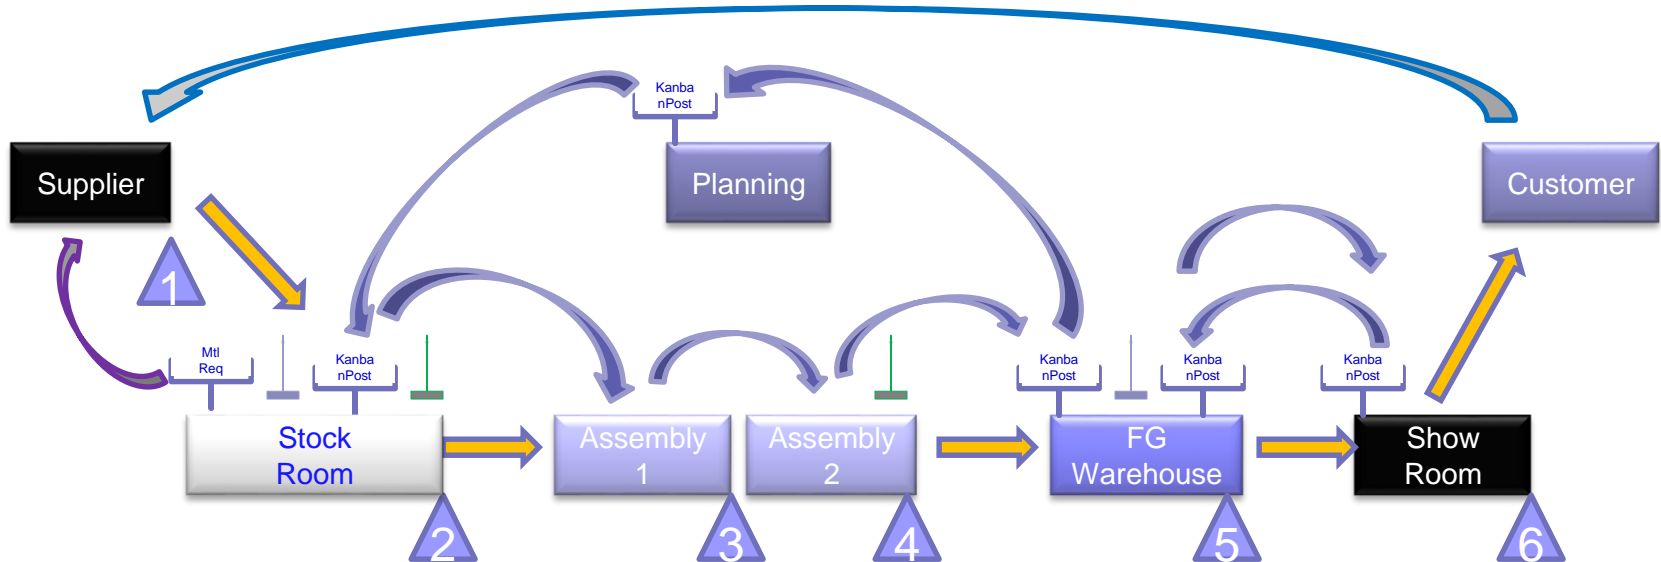 Kanba
nPost
Supplier
Planning
Customer
1
Mtl
Req
Kanba
nPost
Kanba
nPost
Kanba
nPost
Kanba
nPost
Stock
Room
Assembly
1
Assembly
2
FG
Warehouse
Show
Room
2
3
4
5
6